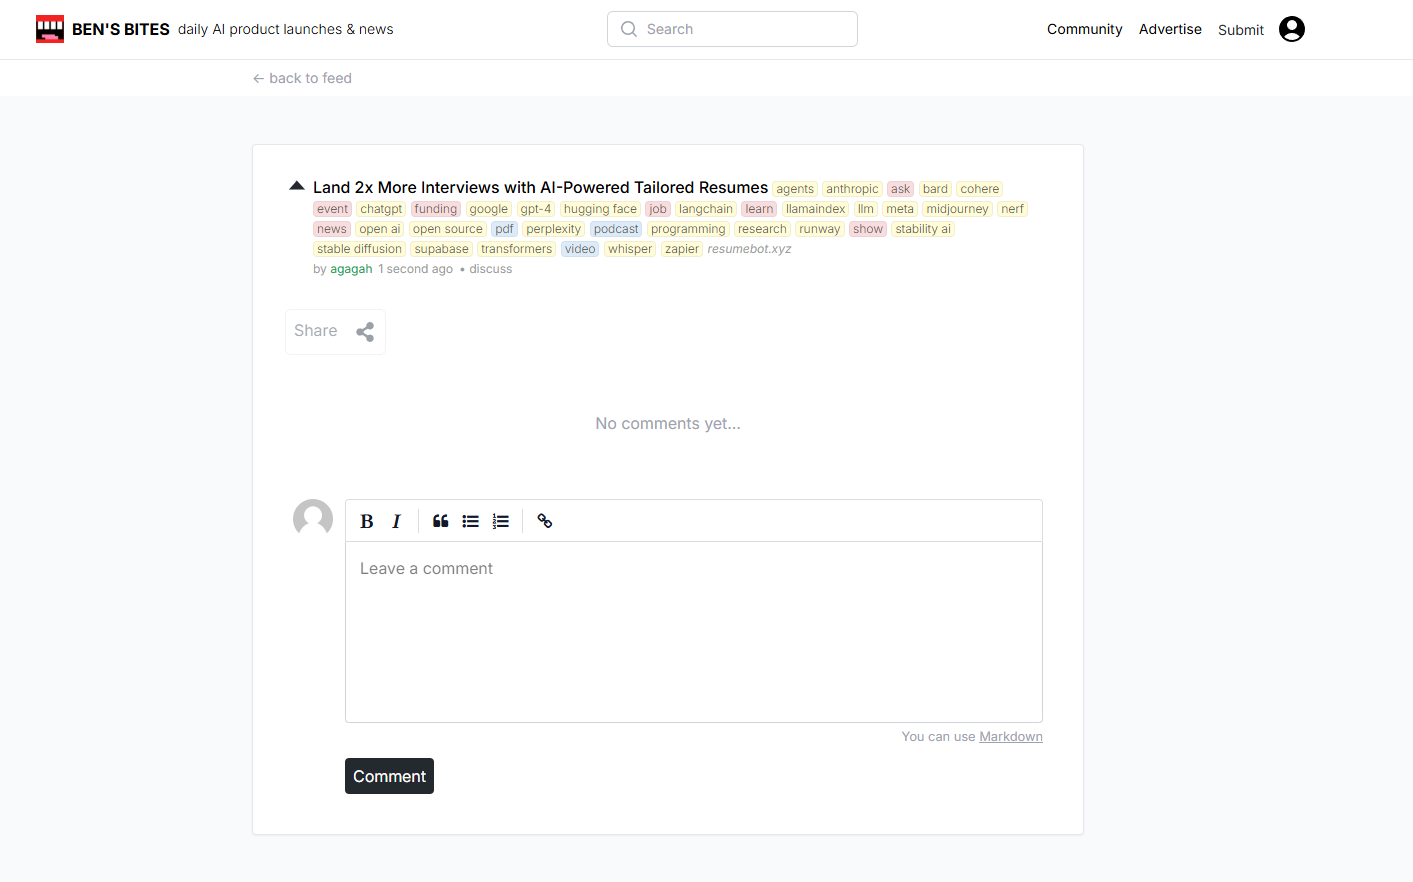 BEN'S BITES daily AI product launches & news Search Community Advertise Submit
← back to feed
Land 2x More Interviews with AI-Powered Tailored Resumes agents anthropic ask bard cohere
event chatgpt funding google gpt-4 hugging face job langchain learn llamaindex llm meta midjourney nerf
news open ai open source pdf perplexity podcast programming research runway show stability ai
stable diffusion supabase transformers video whisper zapier resumebot.xyz
by agagah 1 second ago • discuss
Share
No comments yet...
B I
Leave a comment
You can use Markdown
Comment